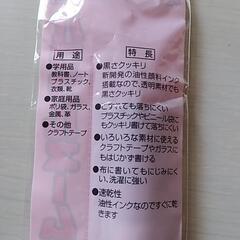 用途
●学用品
教科書、ノート
プラスチック、
衣類、靴
●家庭用品
ポリ袋、ガラス、
金属、革
●その他
クラフトテープ
特長
●黒さクッキリ
新開発の油性顔料インク
搭載なので、透明素材でも
黒さクッキリ
●こすれても落ちにくい
プラスチックやビニール袋に
もクッキリ書けて落ちにくい
●いろいろな素材に使える
クラフトテープやガラスに
もはじかず書ける
●布に書いてもにじみにく
い、洗濯に強い
●速乾性
油性インクなのですぐに乾
きます